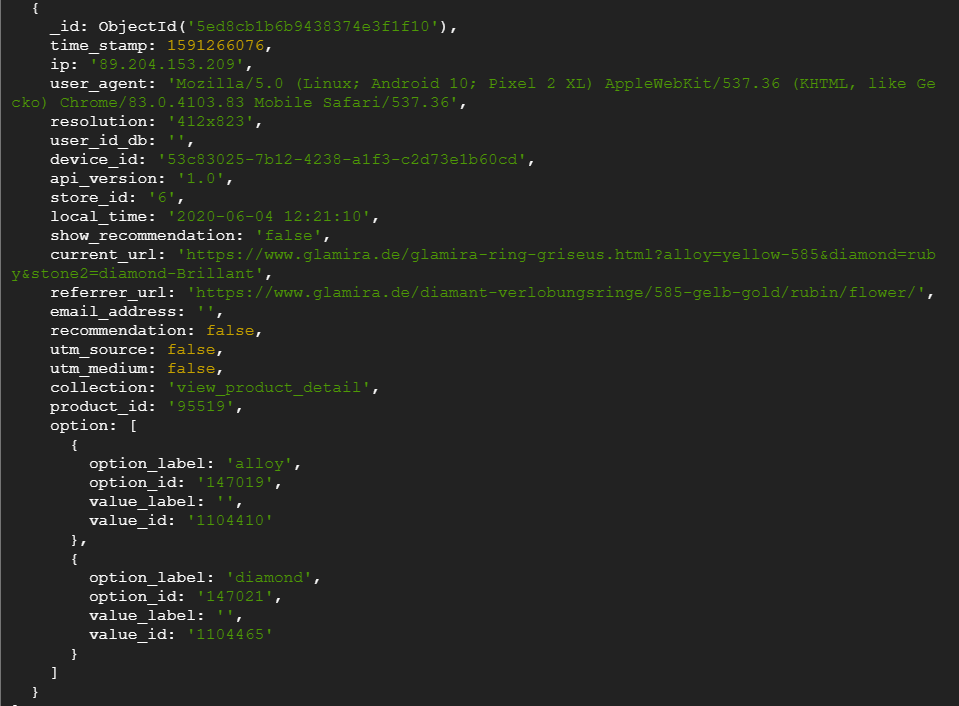 {
_id: ObjectId('5ed8cb1b6b9438374e3f1f10'),
time_stamp: 1591266076,
ip: '89.204.153.209',
user_agent: 'Mozilla/5.0 (Linux; Android 10; Pixel 2 XL) AppleWebKit/537.36 (KHTML, like Ge
cko) Chrome/83.0.4103.83 Mobile Safari/537.36',
resolution: '412x823',
user_id_db: '',
device_id: '53c83025-7b12-4238-a1f3-c2d73e1b60cd',
api_version: '1.0',
store_id: '6',
local_time: '2020-06-04 12:21:10',
show_recommendation: 'false',
current_url: 'https://www.glamira.de/glamira-ring-griseus.html?alloy=yellow-585&diamond=rub
y&stone2=diamond-Brillant',
referrer_url: 'https://www.glamira.de/diamant-verlobungsringe/585-gelb-gold/rubin/flower/',
email_address: '',
recommendation: false,
utm_source: false,
utm_medium: false,
collection: 'view_product_detail',
product_id: '95519',
option: [
{
option_label: 'alloy',
option_id: '147019',
value_label: '',
value_id: '1104410'
},
{
option_label: 'diamond',
option_id: '147021',
value_label: '',
value_id: '1104465'
}
]
}